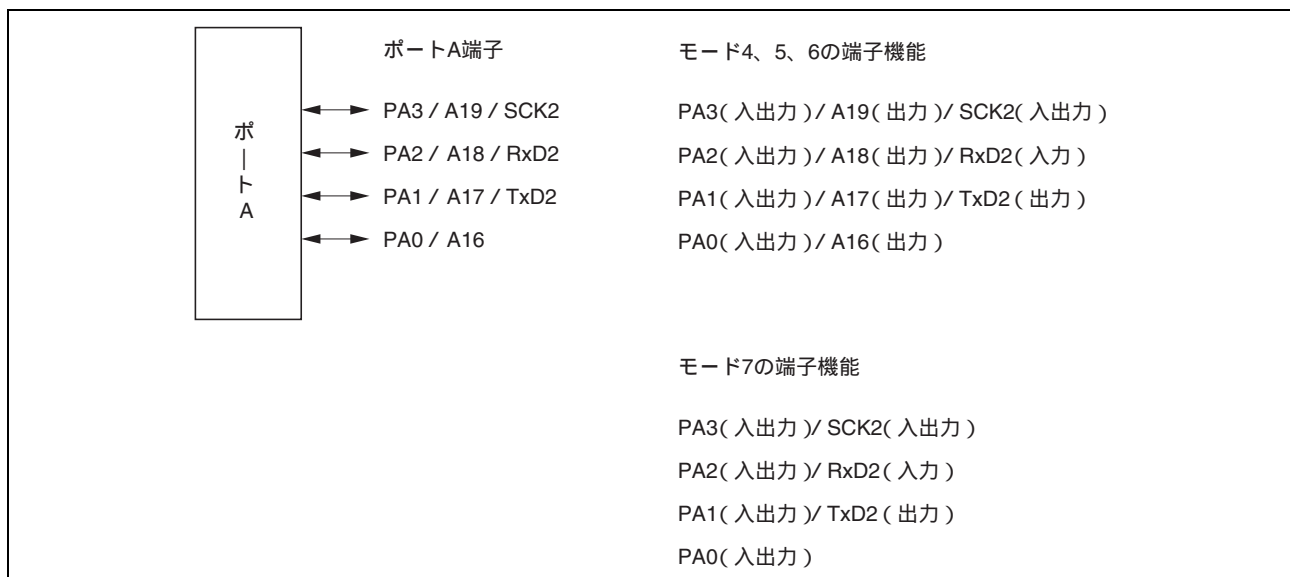 ポートA
ポートA端子
PA3 / A19 / SCK2
PA2 / A18 / RxD2
PA1 / A17 / TxD2
PA0 / A16
モード4、5、6の端子機能
PA3( 入出力 )/ A19( 出力 )/ SCK2( 入出力 )
PA2( 入出力 )/ A18( 出力 )/ RxD2( 入力 )
PA1( 入出力 )/ A17( 出力 )/ TxD2 ( 出力 )
PA0( 入出力 )/ A16( 出力 )
モード7の端子機能
PA3( 入出力 )/ SCK2( 入出力 )
PA2( 入出力 )/ RxD2( 入力 )
PA1( 入出力 )/ TxD2 ( 出力 )
PA0( 入出力 )